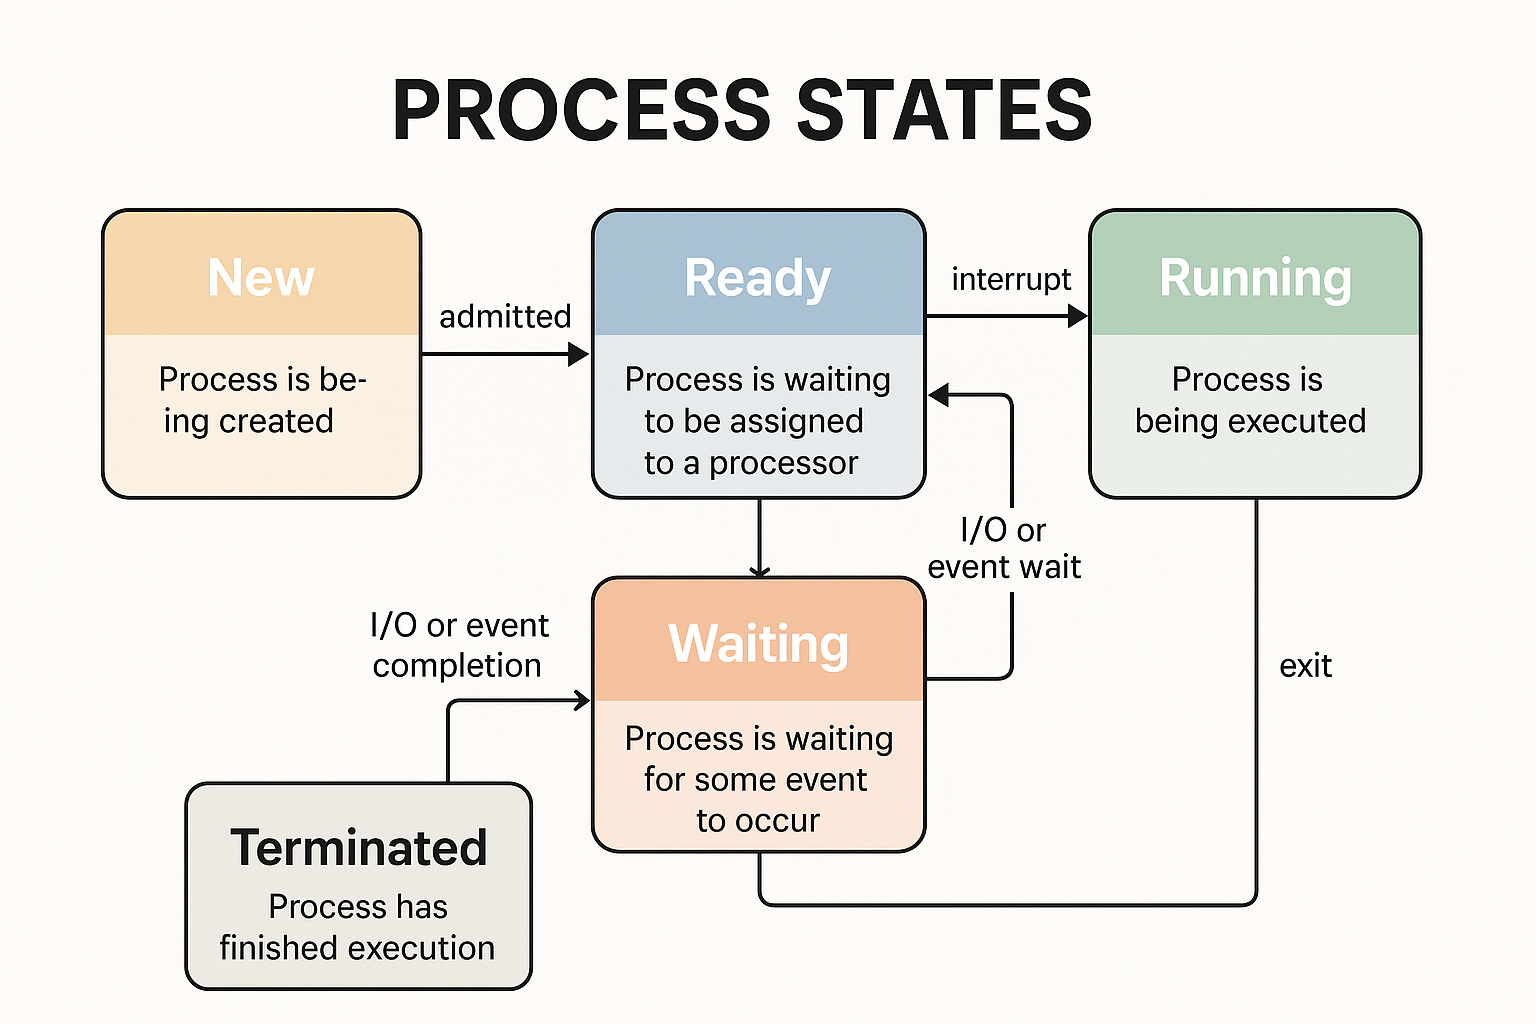 PROCESS STATES
New
Process is be-
ing created
admitted
Ready
Process is waiting
to be assigned
to a processor
interrupt
Running
Process is
being executed
I/O or
event wait
I/O or event
completion
Waiting
Process is waiting
for some event
to occur
exit
Terminated
Process has
finished execution